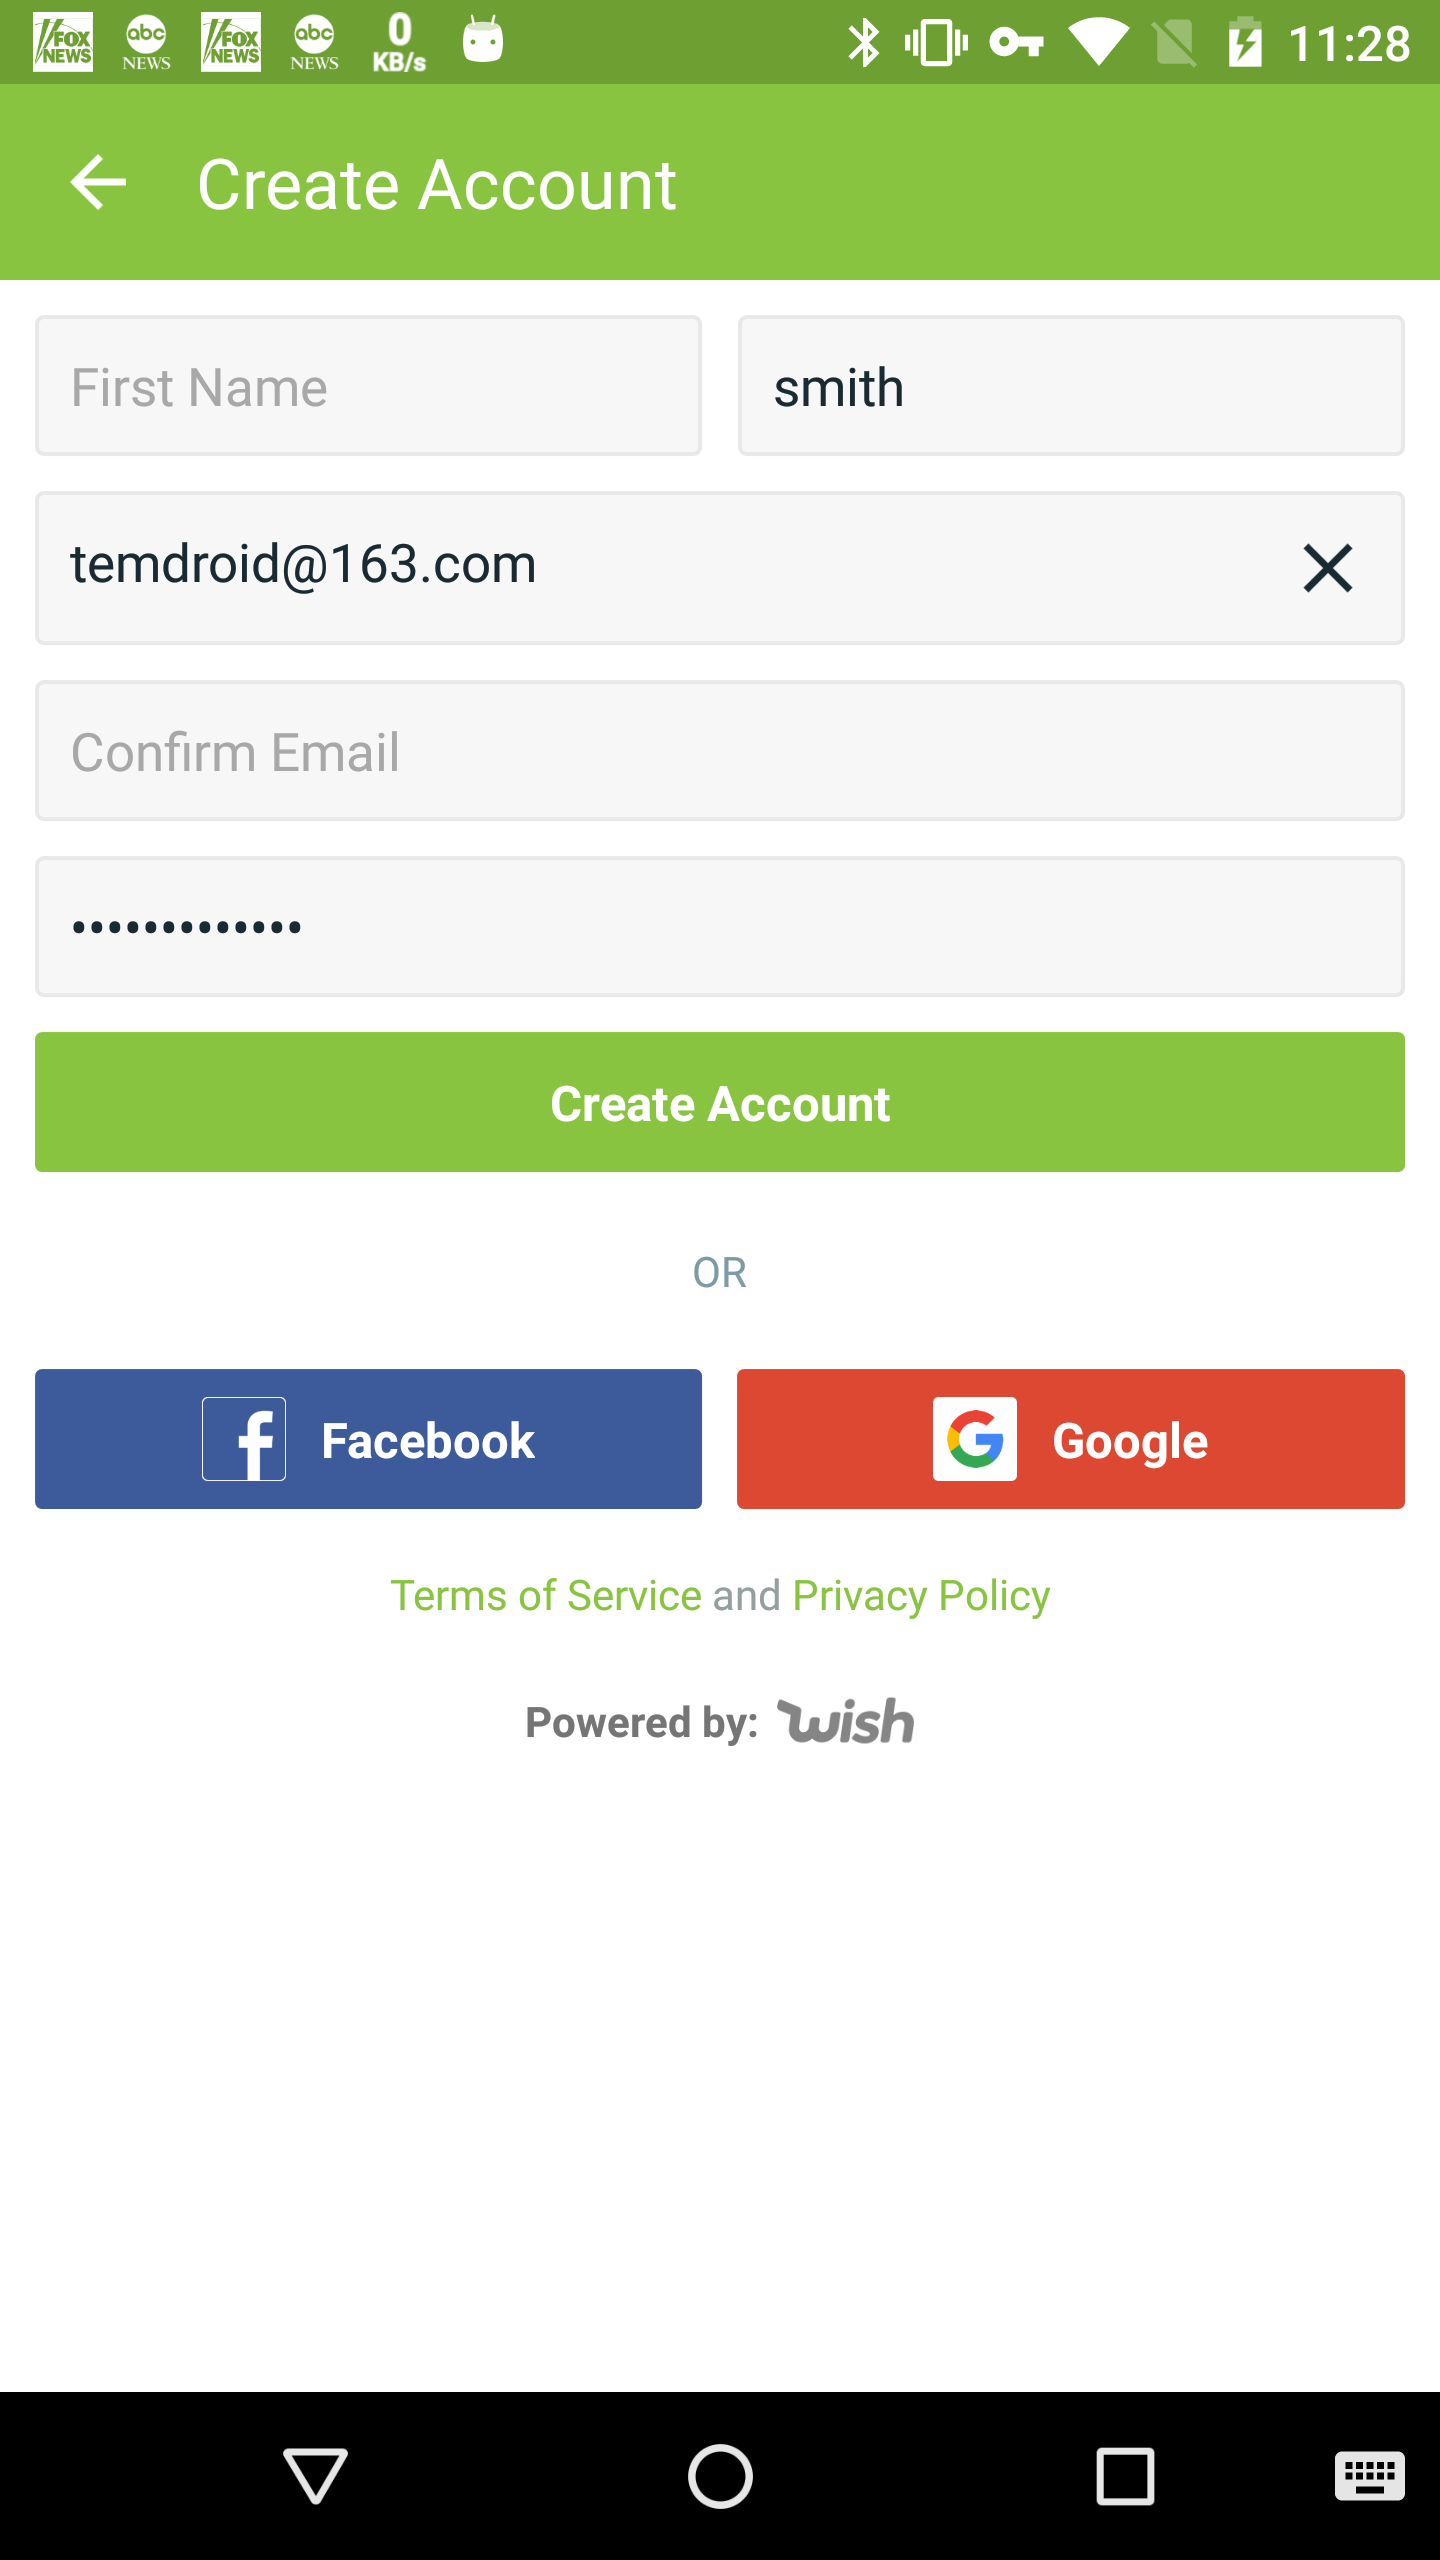 FOX NEWS abc NEWS FOX NEWS abc NEWS 0 KB/s 11:28
Create Account
First Name smith
temdroid@163.com
Confirm Email
•••••••••••••
Create Account
OR
f Facebook G Google
Terms of Service and Privacy Policy
Powered by: wish